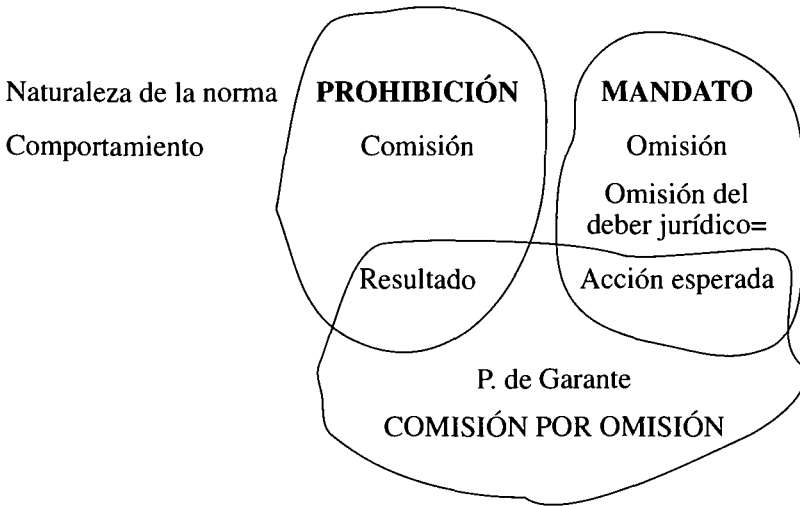 Naturaleza de la norma PROHIBICIÓN MANDATO
Comportamiento Comisión Omisión
Omisión del
deber jurídico=
Resultado Acción esperada
P. de Garante
COMISIÓN POR OMISIÓN